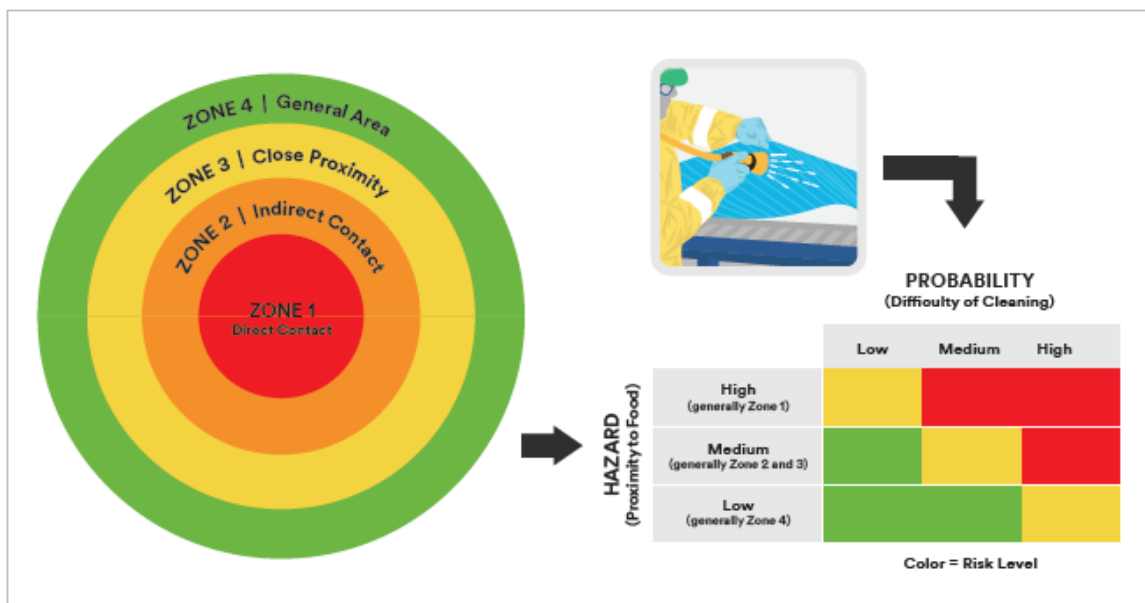 ZONE 4 | General Area
ZONE 3 | Close Proximity
ZONE 2 | Indirect Contact
ZONE 1
Direct Contact
PROBABILITY
(Difficulty of Cleaning)
Low Medium High
HAZARD
(Proximity to Food)
High
(generally Zone 1)
Medium
(generally Zone 2 and 3)
Low
(generally Zone 4)
Color = Risk Level